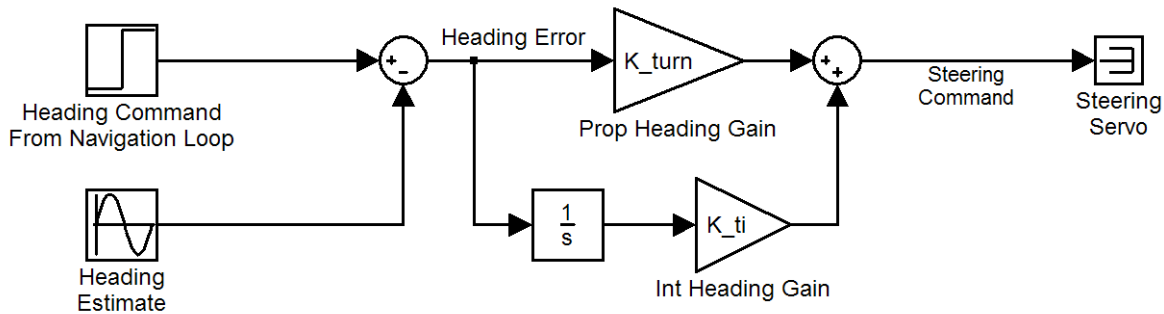 Heading Error
+
-
K_turn
+
+
Heading Command
From Navigation Loop
Prop Heading Gain
Steering
Command
Steering
Servo
1
s
K_ti
Heading
Estimate
Int Heading Gain